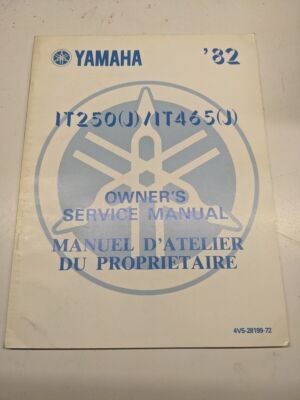 YAMAHA '82
IT250(J)/IT465(J)
OWNER'S
SERVICE MANUAL
MANUEL D'ATELIER
DU PROPRIETAIRE
4V5-28199-72